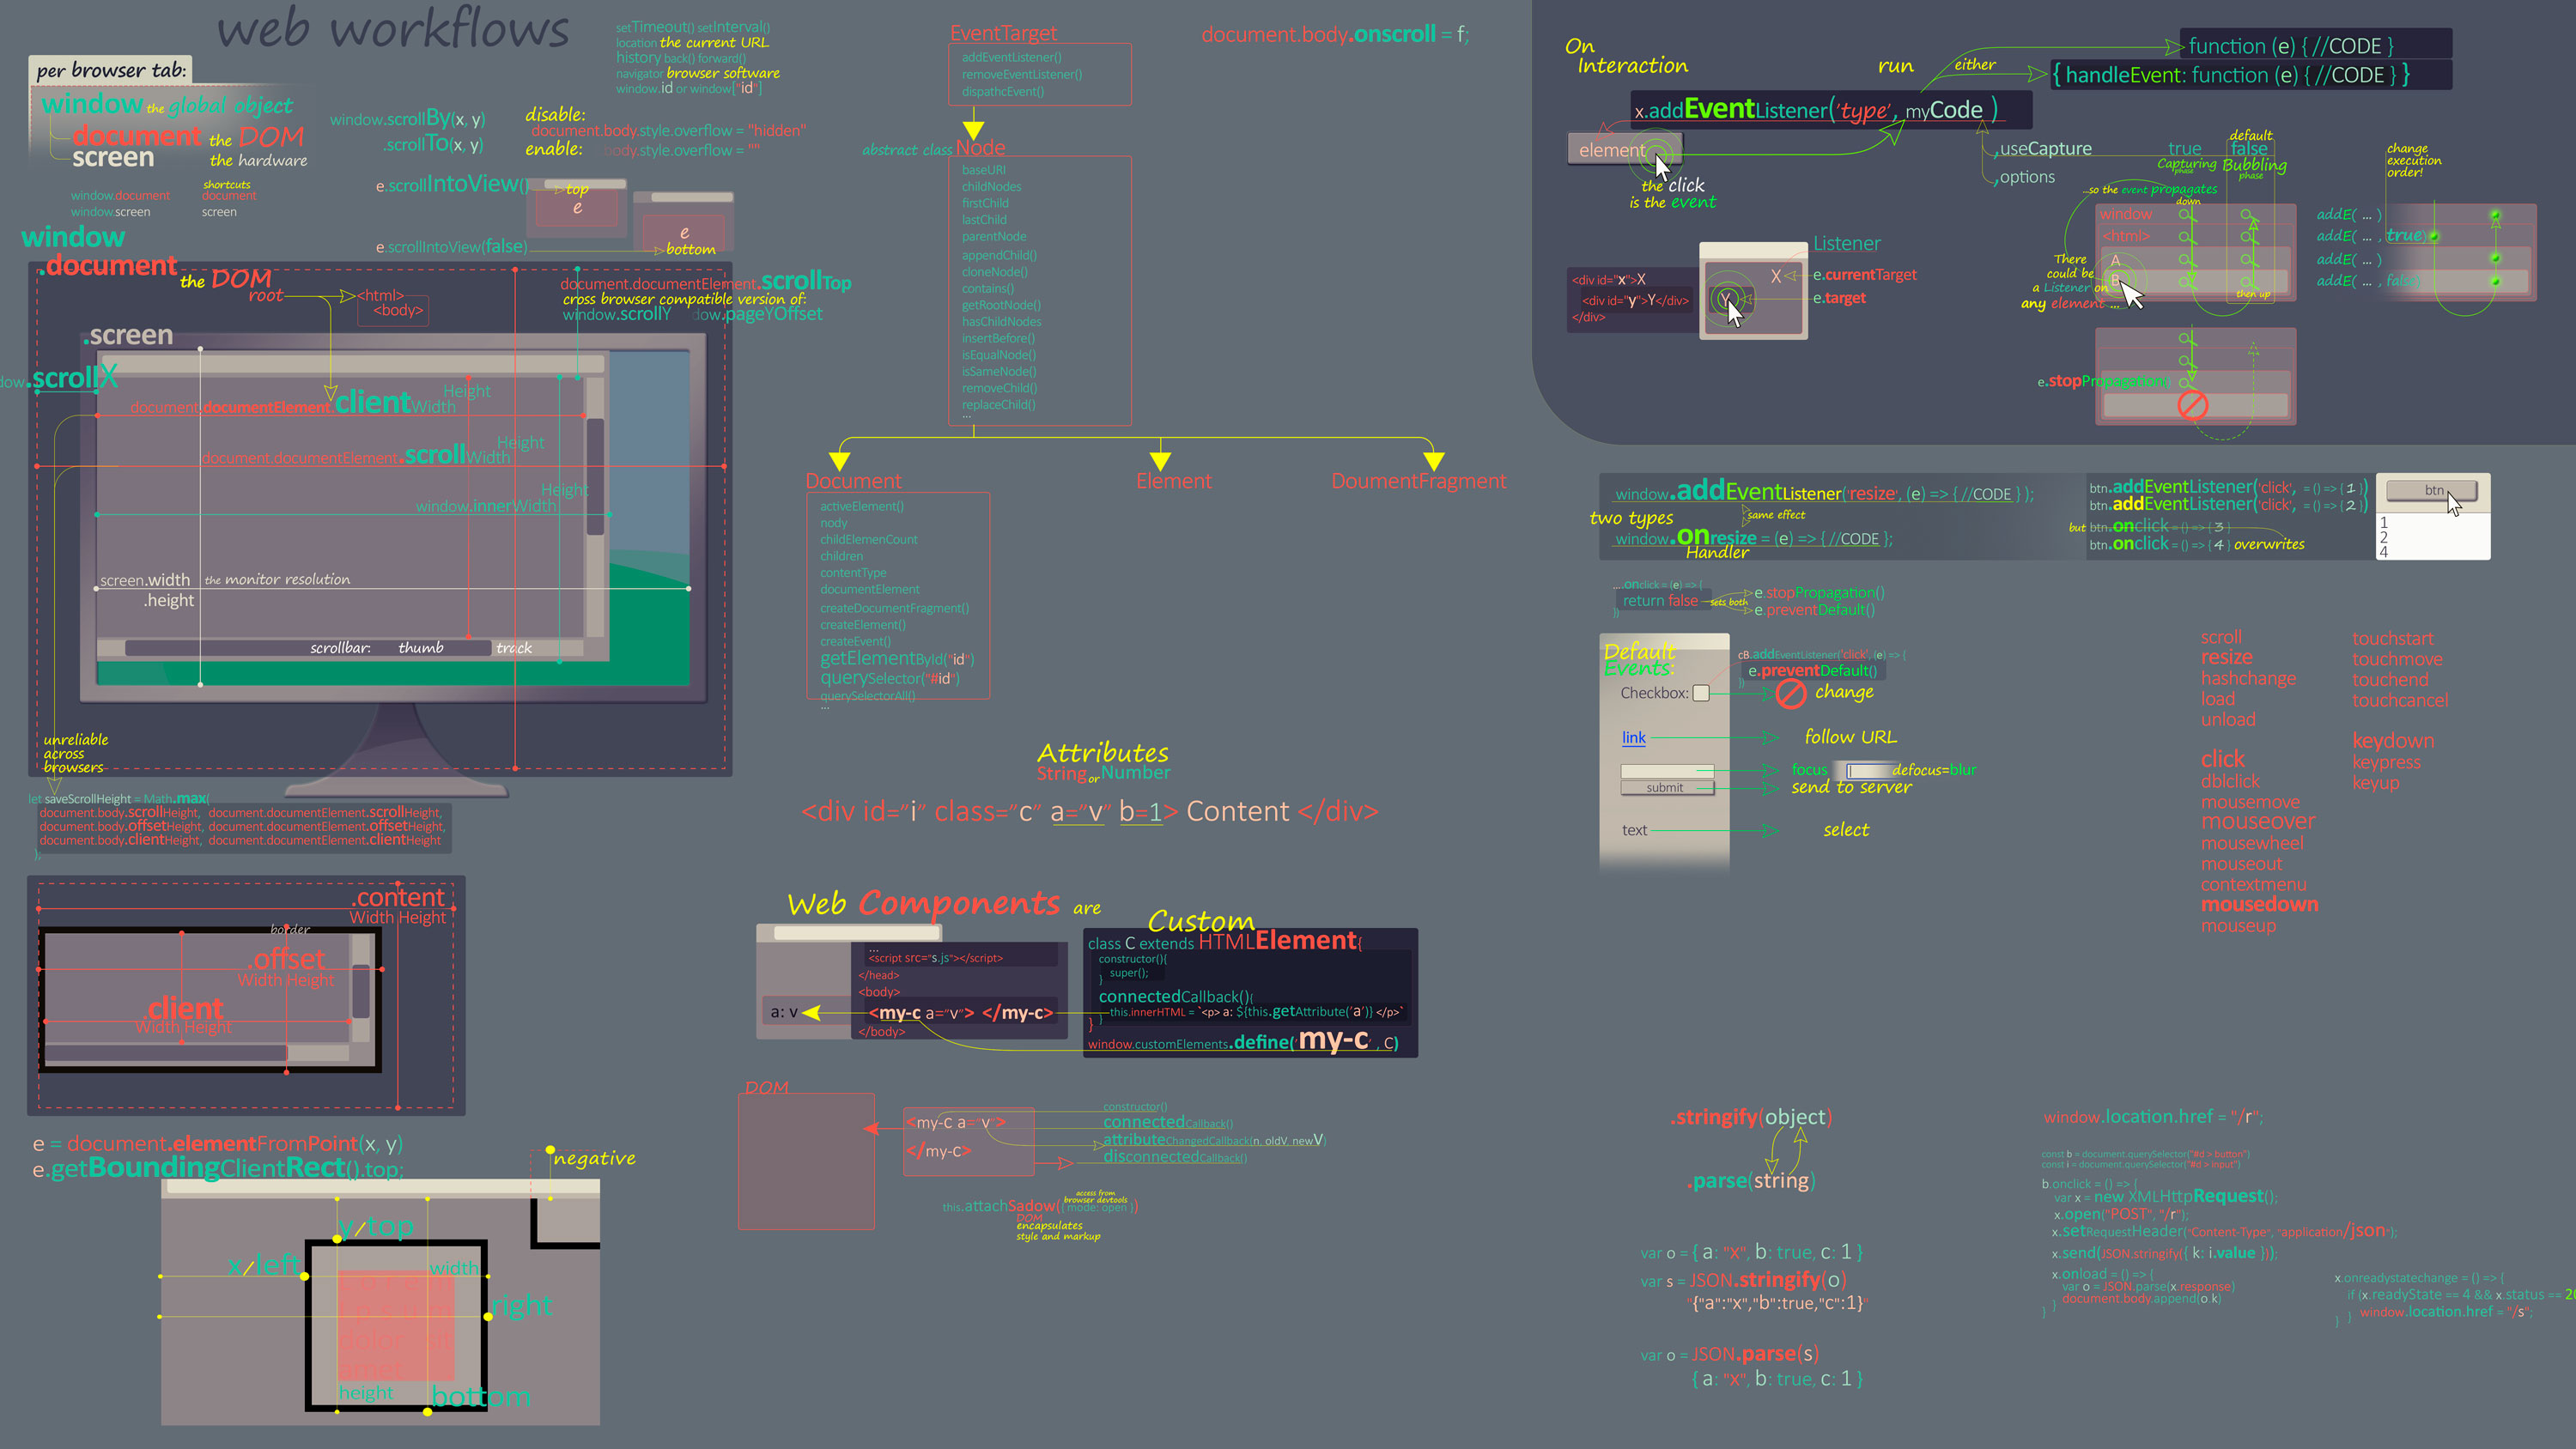 web workflows
per browser tab:
window the global object
document the DOM
screen the hardware
shortcuts
window.document document
window.screen screen
setTimeout() setInterval()
location the current URL
history back() forward()
navigator browser software
window.id or window["id"]
window.scrollBy(x, y)
.scrollTo(x, y)
disable:
document.body.style.overflow = "hidden"
enable: body.style.overflow = ""
e.scrollIntoView()
top
e
e.scrollIntoView(false)
e
bottom
window
.document
the DOM
root
<html>
<body>
document.documentElement.scrollTop
cross browser compatible version of:
window.scrollY dow.pageYOffset
.screen
dow.scrollX
Height
document.documentElement.clientWidth
Height
document.documentElement.scrollWidth
Height
window.innerWidth
screen.width the monitor resolution
.height
scrollbar: thumb track
unreliable
across
browsers
let saveScrollHeight = Math.max(
document.body.scrollHeight, document.documentElement.scrollHeight,
document.body.offsetHeight, document.documentElement.offsetHeight,
document.body.clientHeight, document.documentElement.clientHeight
);
.content
Width Height
border
.offset
Width Height
.client
Width Height
e = document.elementFromPoint(x, y)
e.getBoundingClientRect().top;
negative
y/top
x/left
width
right
dolor sit
amet
height
bottom
EventTarget
addEventListener()
removeEventListener()
dispathcEvent()
document.body.onscroll = f;
abstract class Node
baseURI
childNodes
firstChild
lastChild
parentNode
appendChild()
cloneNode()
contains()
getRootNode()
hasChildNodes
insertBefore()
isEqualNode()
isSameNode()
removeChild()
replaceChild()
...
Document
Element
DoumentFragment
activeElement()
nody
childElemenCount
children
contentType
documentElement
createDocumentFragment()
createElement()
createEvent()
getElementById("id")
querySelector("#id")
querySelectorAll()
...
Attributes
String or Number
<div id="i" class="c" a="v" b=1> Content </div>
Web Components are
Custom
...
<script src="s.js"></script>
</head>
<body>
a: v
<my-c a="v"> </my-c>
</body>
class C extends HTMLElement{
constructor(){
super();
}
connectedCallback(){
this.innerHTML = `<p> a: ${this.getAttribute('a')} </p>`
}
}
window.customElements.define('my-c' , C)
DOM
<my-c a="v">
</my-c>
constructor()
connectedCallback()
attributeChangedCallback(n. oldV. newV)
disconnectedCallback()
access from
browser devtools
this.attachSadow({ mode: open })
DOM
encapsulates
style and markup
On
Interaction
run
either
function (e) { //CODE }
{ handleEvent: function (e) { //CODE } }
x.addEventListener('type', myCode )
element
the click
is the event
,useCapture true false
default
,options
Capturing
phase
Bubbling
phase
...so the event propagates
down
change
execution
order!
window
<html>
A
B
There
could be
a Listener on
any element ...
then up
addE( ... )
addE( ... , true)
addE( ... )
addE( ... , false)
e.stopPropagation()
<div id="x">X
<div id="y">Y</div>
</div>
Listener
X
e.currentTarget
Y
e.target
window.addEventListener('resize', (e) => { //CODE } );
two types
same effect
window.onresize = (e) => { //CODE };
Handler
btn.addEventListener('click', = () => { 1 })
btn.addEventListener('click', = () => { 2 })
but btn.onclick = () => { 3 }
btn.onclick = () => { 4 } overwrites
btn
1
2
4
....onclick = (e) => {
return false
})
sets both
e.stopPropagation()
e.preventDefault()
Default
Events:
cB.addEventListener('click', (e) => {
e.preventDefault()
})
Checkbox:
change
link
follow URL
focus
defocus=blur
submit
send to server
text
select
scroll
resize
hashchange
load
unload
click
dblclick
mousemove
mouseover
mousewheel
mouseout
contextmenu
mousedown
mouseup
touchstart
touchmove
touchend
touchcancel
keydown
keypress
keyup
.stringify(object)
.parse(string)
var o = { a: "x", b: true, c: 1 }
var s = JSON.stringify(o)
"{"a":"x","b":true,"c":1}"
var o = JSON.parse(s)
{ a: "x", b: true, c: 1 }
window.location.href = "/r";
const b = document.querySelector("#d > button")
const i = document.querySelector("#d > input")
b.onclick = () => {
var x = new XMLHttpRequest();
x.open("POST", "/r");
x.setRequestHeader("Content-Type", "application/json");
x.send(JSON.stringify({ k: i.value }));
x.onload = () => {
var o = JSON.parse(x.response)
document.body.append(o.k)
}
}
x.onreadystatechange = () => {
if (x.readyState == 4 && x.status == 20
window.location.href = "/s";
}
}